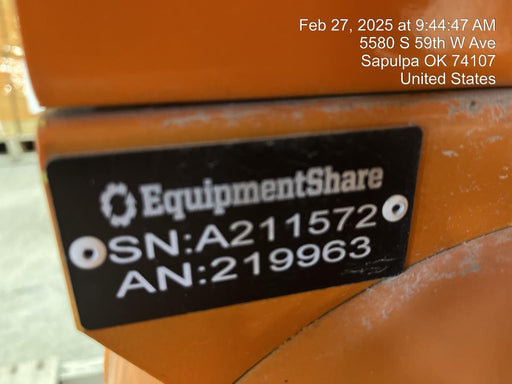 Feb 27, 2025 at 9:44:47 AM
5580 S 59th W Ave
Sapulpa OK 74107
United States
EquipmentShare
SN:A211572
AN:219963